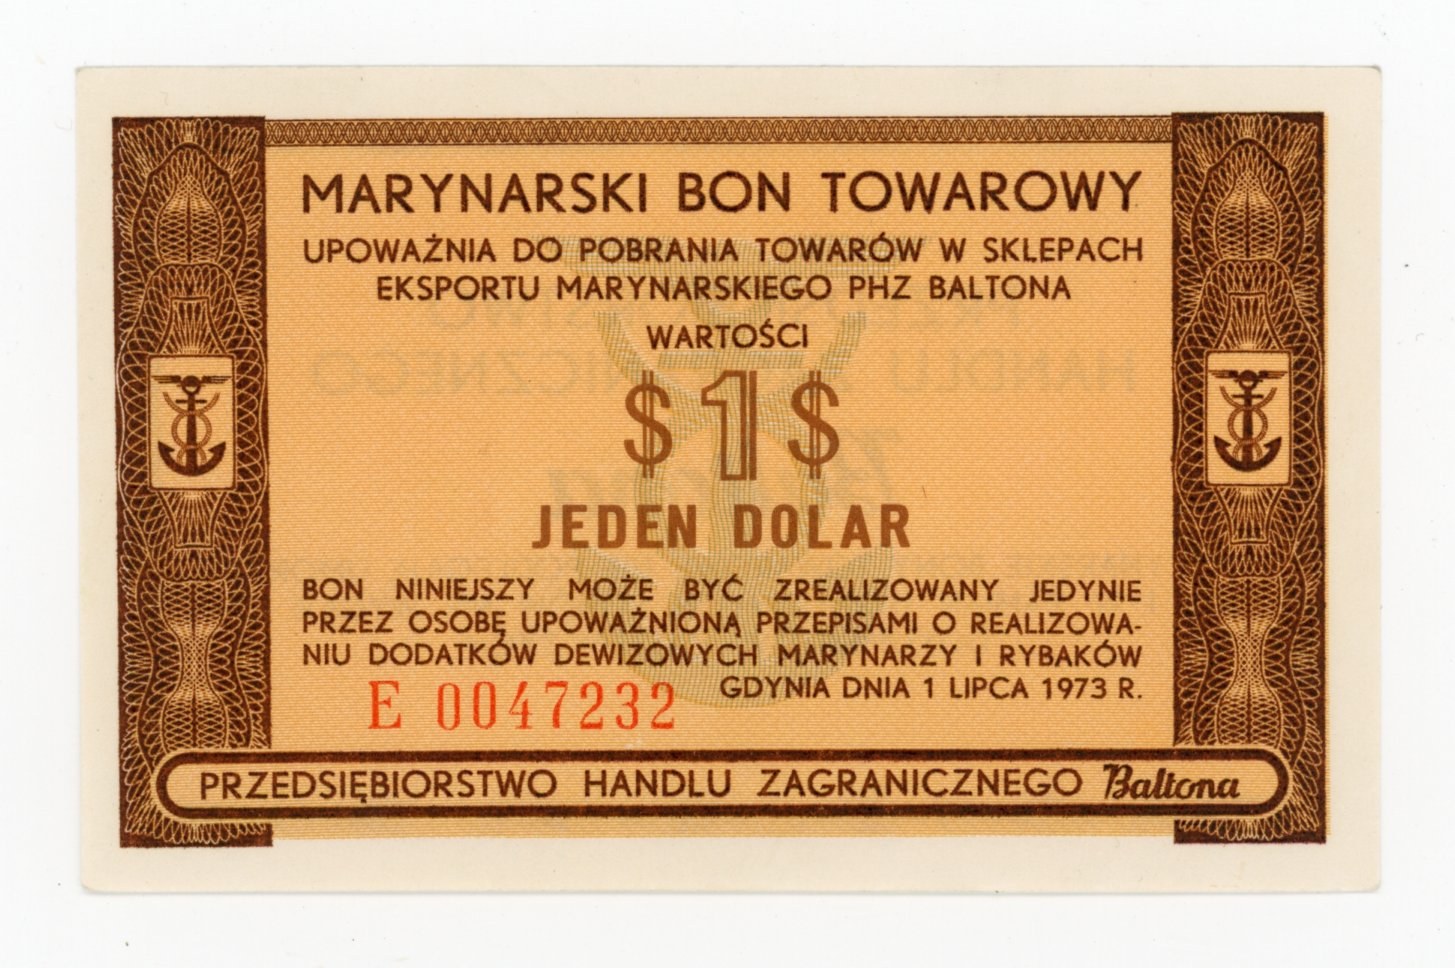 MARYNARSKI BON TOWAROWY
UPOWAŻNIA DO POBRANIA TOWARÓW W SKLEPACH
EKSPORTU MARYNARSKIEGO PHZ BALTONA
WARTOŚCI
$1$
JEDEN DOLAR
BON NINIEJSZY MOŻE BYĆ ZREALIZOWANY JEDYNIE
PRZEZ OSOBĘ UPOWAŻNIONĄ PRZEPISAMI O REALIZOWA-
NIU DODATKÓW DEWIZOWYCH MARYNARZY I RYBAKÓW
GDYNIA DNIA 1 LIPCA 1973 R.
E 0047232
PRZEDSIĘBIORSTWO HANDLU ZAGRANICZNEGO Baltona